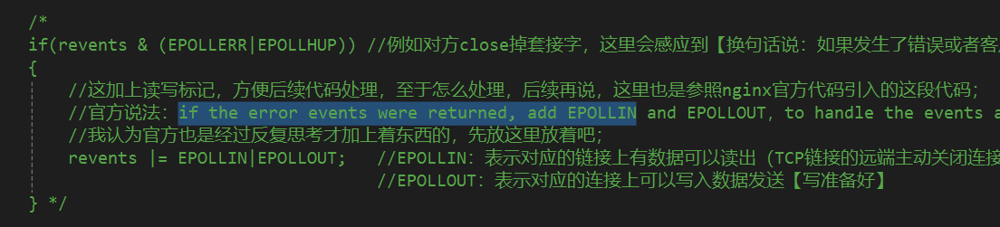 /*
if(revents & (EPOLLERR|EPOLLHUP)) //例如对方close掉套接字，这里会感应到【换句话说：如果发生了错误或者客
{
//这加上读写标记，方便后续代码处理，至于怎么处理，后续再说，这里也是参照nginx官方代码引入的这段代码；
//官方说法：if the error events were returned, add EPOLLIN and EPOLLOUT, to handle the events a
//我认为官方也是经过反复思考才加上着东西的，先放这里放着吧；
revents |= EPOLLIN|EPOLLOUT; //EPOLLIN：表示对应的链接上有数据可以读出（TCP链接的远端主动关闭连接
//EPOLLOUT：表示对应的连接上可以写入数据发送【写准备好】
} */